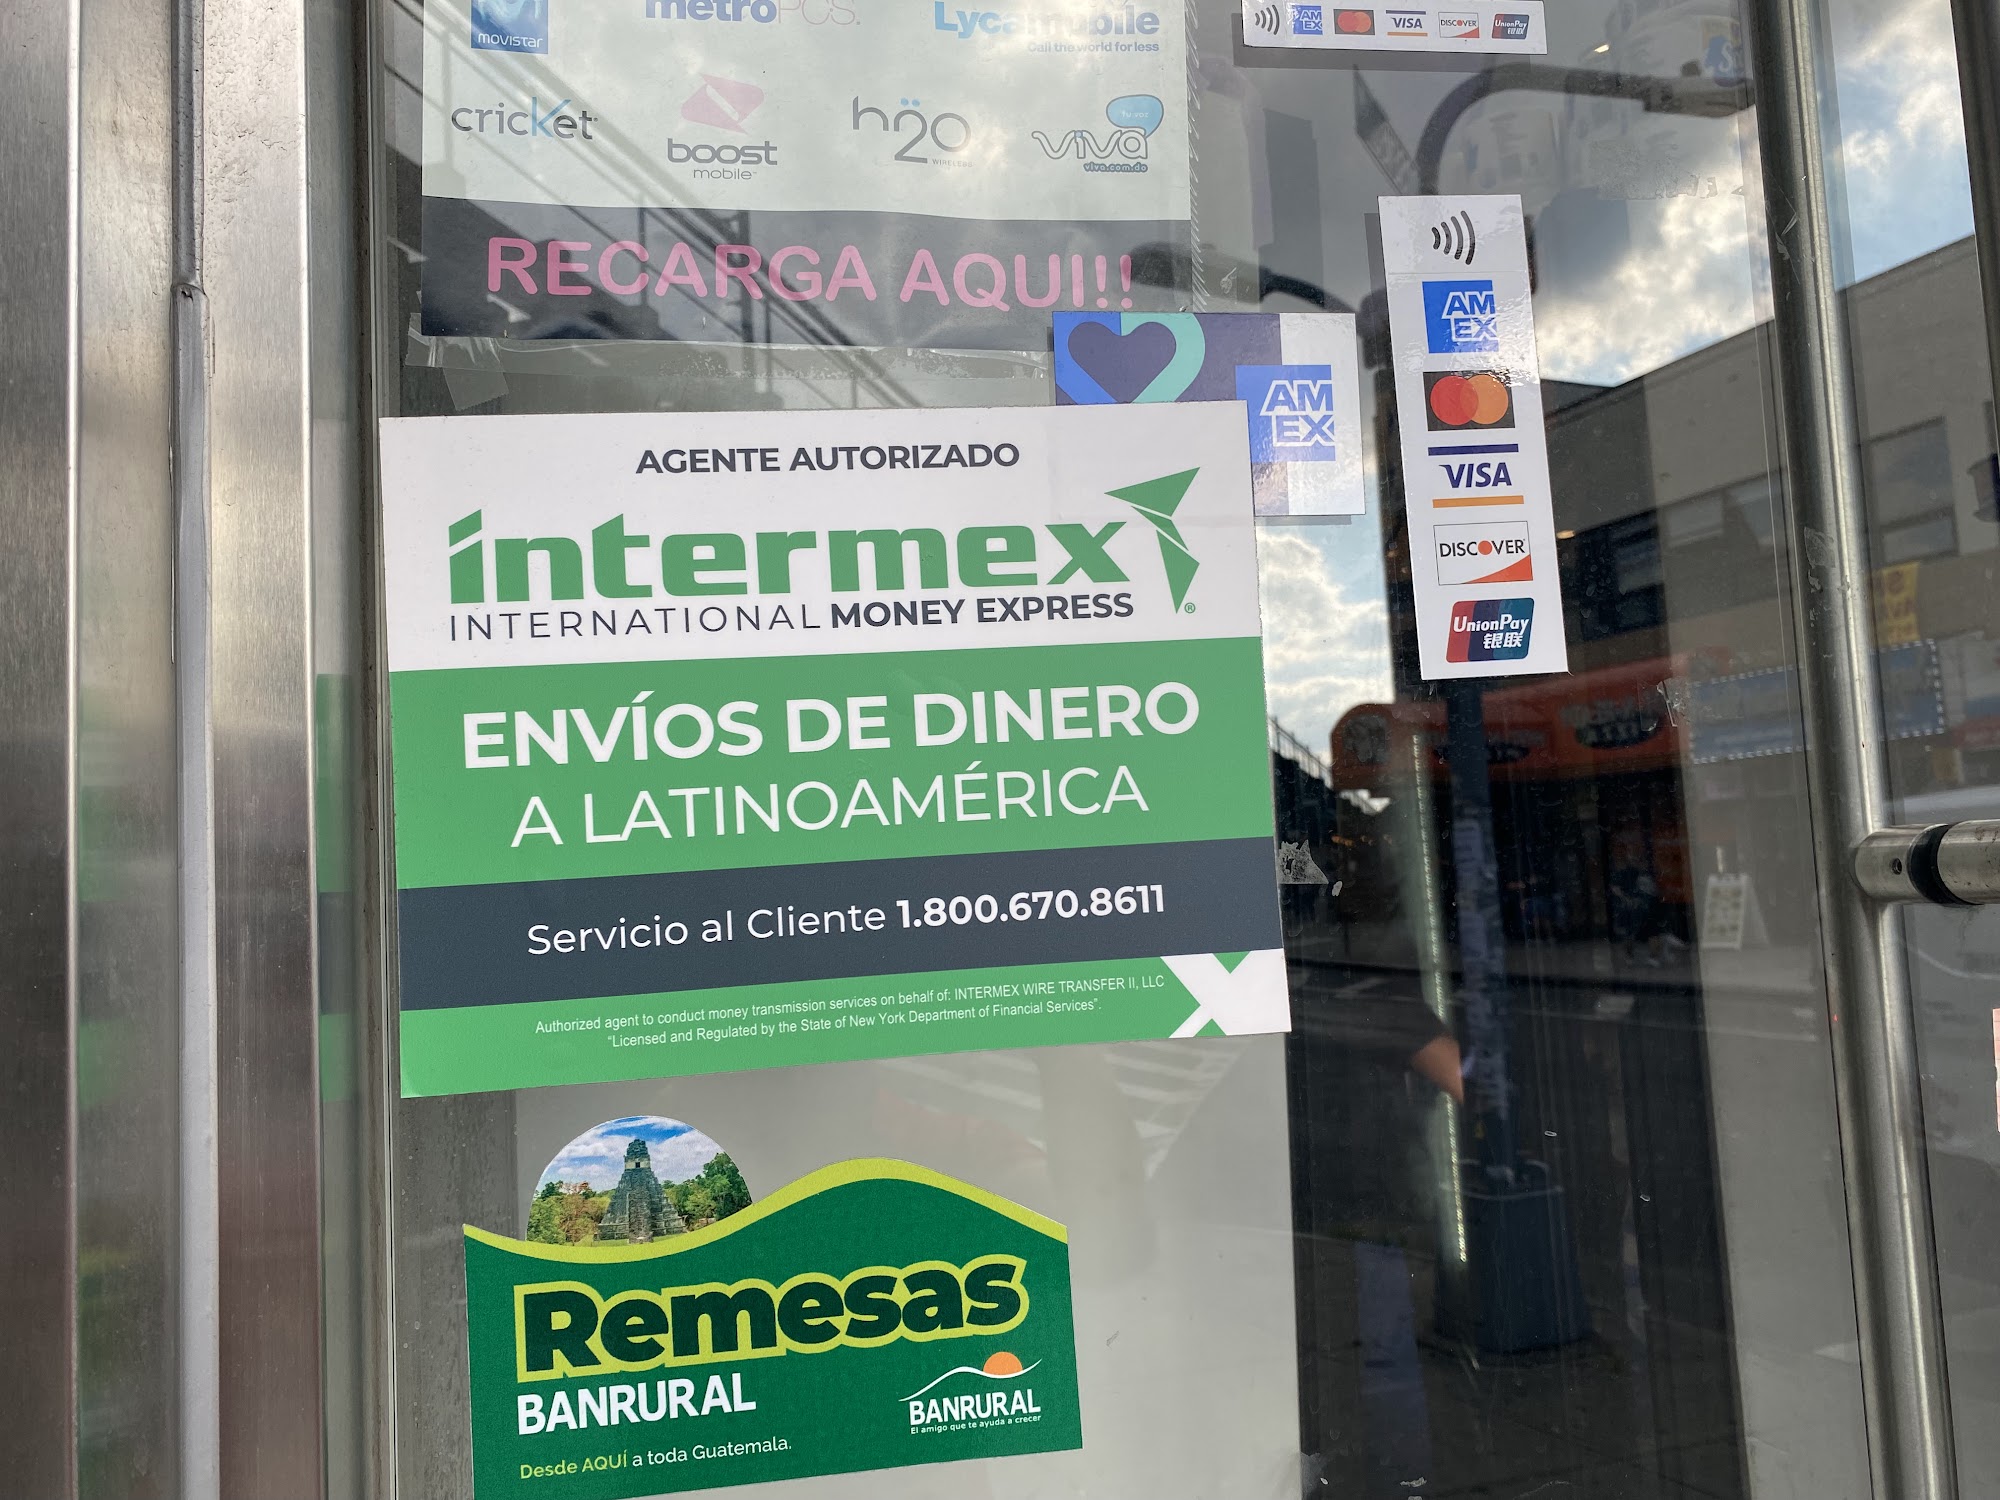 movistar
metroPCS.
Lycamobile
Call the world for less
cricket
boost
mobile
h2o
WIRELESS
tu voz
viva
viva.com.do
RECARGA AQUI!!!
AM
EX
MasterCard
VISA
DISCOVER
UnionPay
银联
AM
EX
AM
EX
VISA
DISCOVER
UnionPay
银联
AGENTE AUTORIZADO
intermex
INTERNATIONAL MONEY EXPRESS
ENVÍOS DE DINERO
A LATINOAMÉRICA
Servicio al Cliente 1.800.670.8611
Authorized agent to conduct money transmission services on behalf of: INTERMEX WIRE TRANSFER II, LLC
"Licensed and Regulated by the State of New York Department of Financial Services".
Remesas
BANRURAL
Desde AQUÍ a toda Guatemala.
BANRURAL
El amigo que te ayuda a crecer